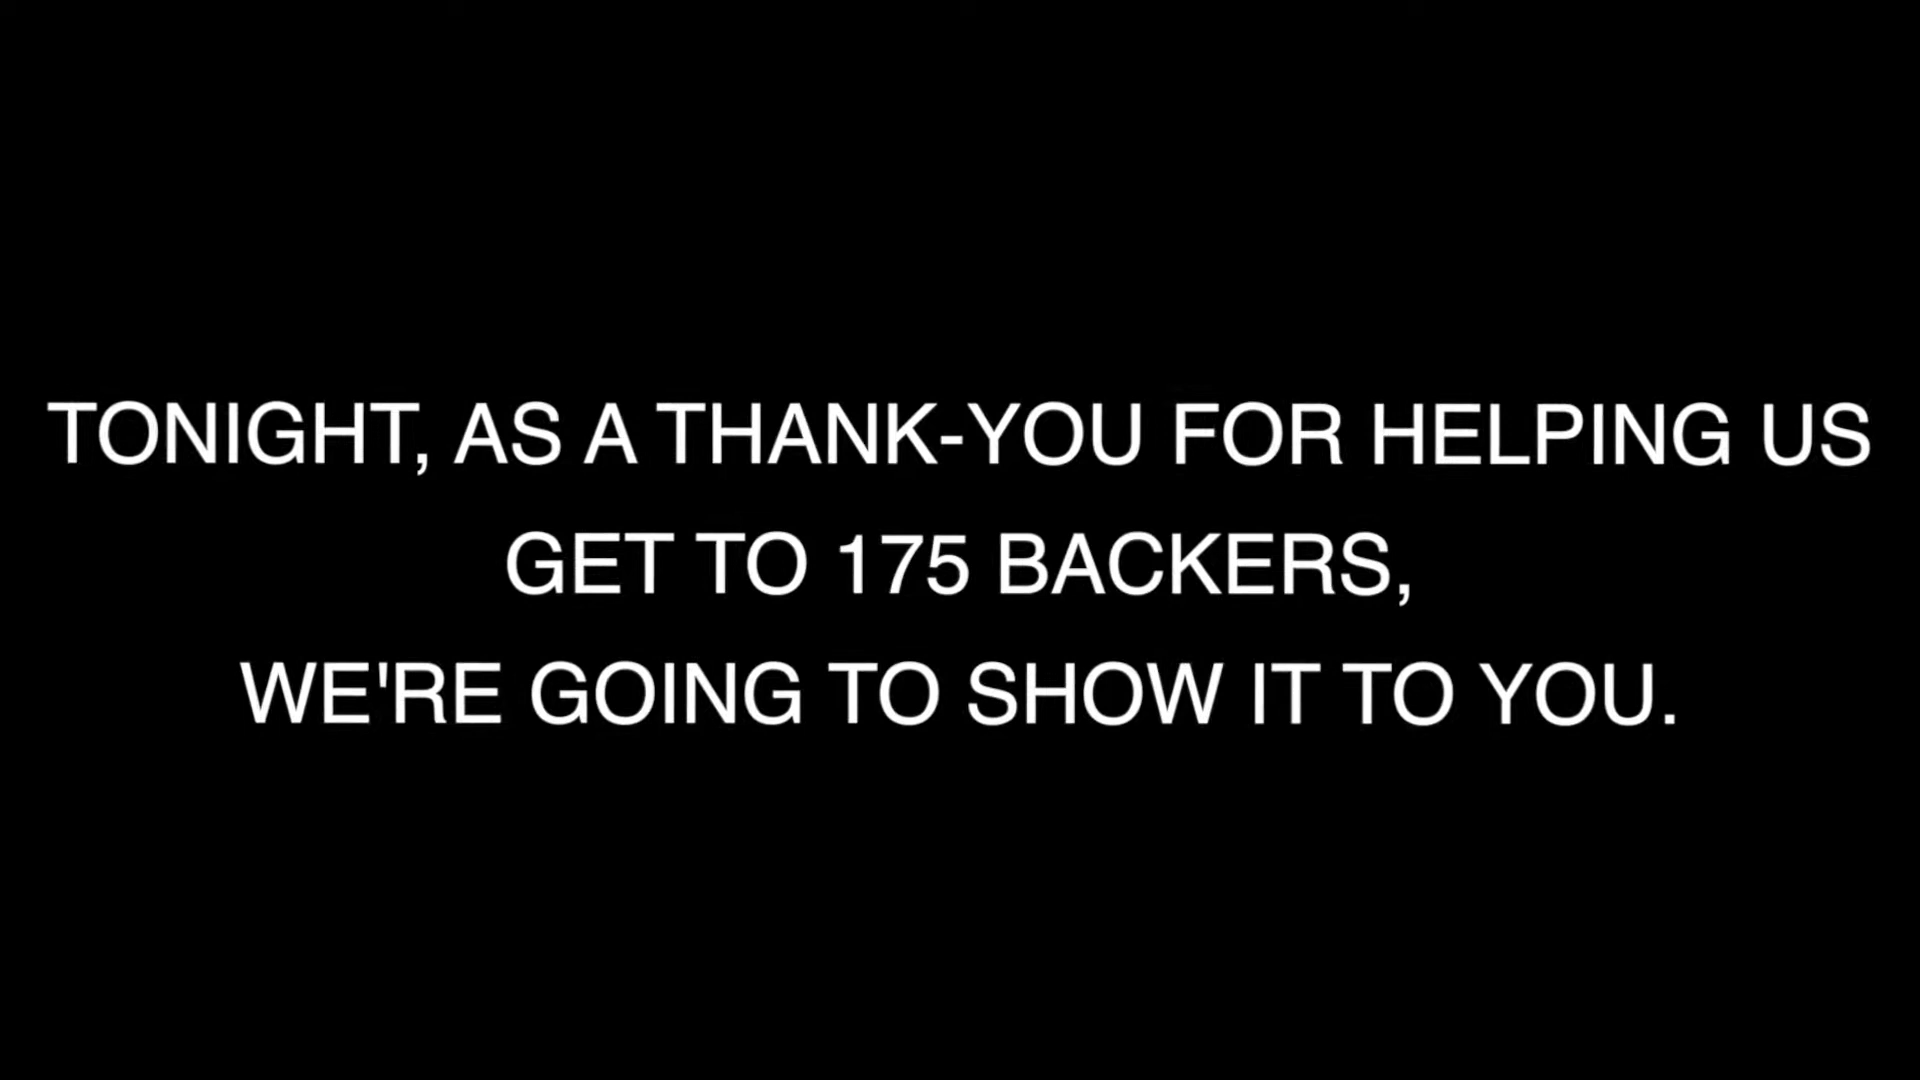 TONIGHT, AS A THANK-YOU FOR HELPING US
GET TO 175 BACKERS,
WE'RE GOING TO SHOW IT TO YOU.